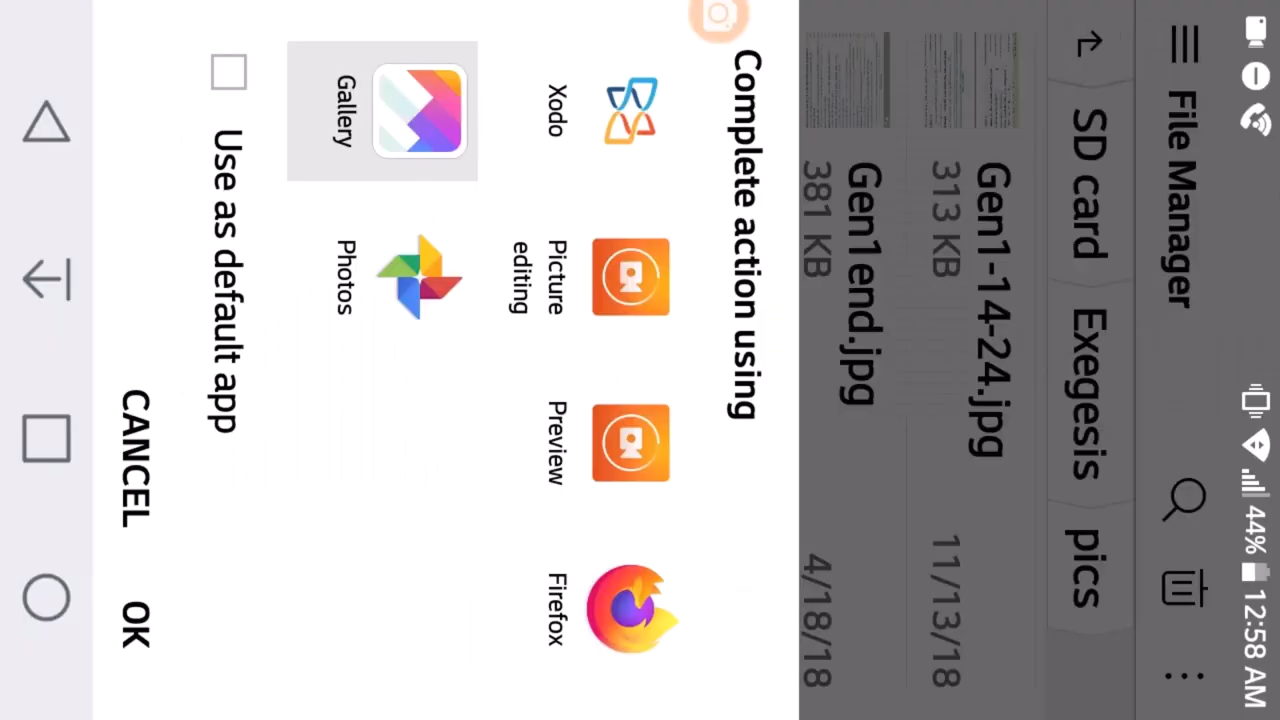 44% 12:58 AM
File Manager
SD card Exegesis pics
Gen1-14-24.jpg
313 KB 11/13/18
Gen1end.jpg
381 KB 4/18/18
Complete action using
Xodo
Picture editing
Preview
Firefox
Gallery
Photos
Use as default app
CANCEL OK